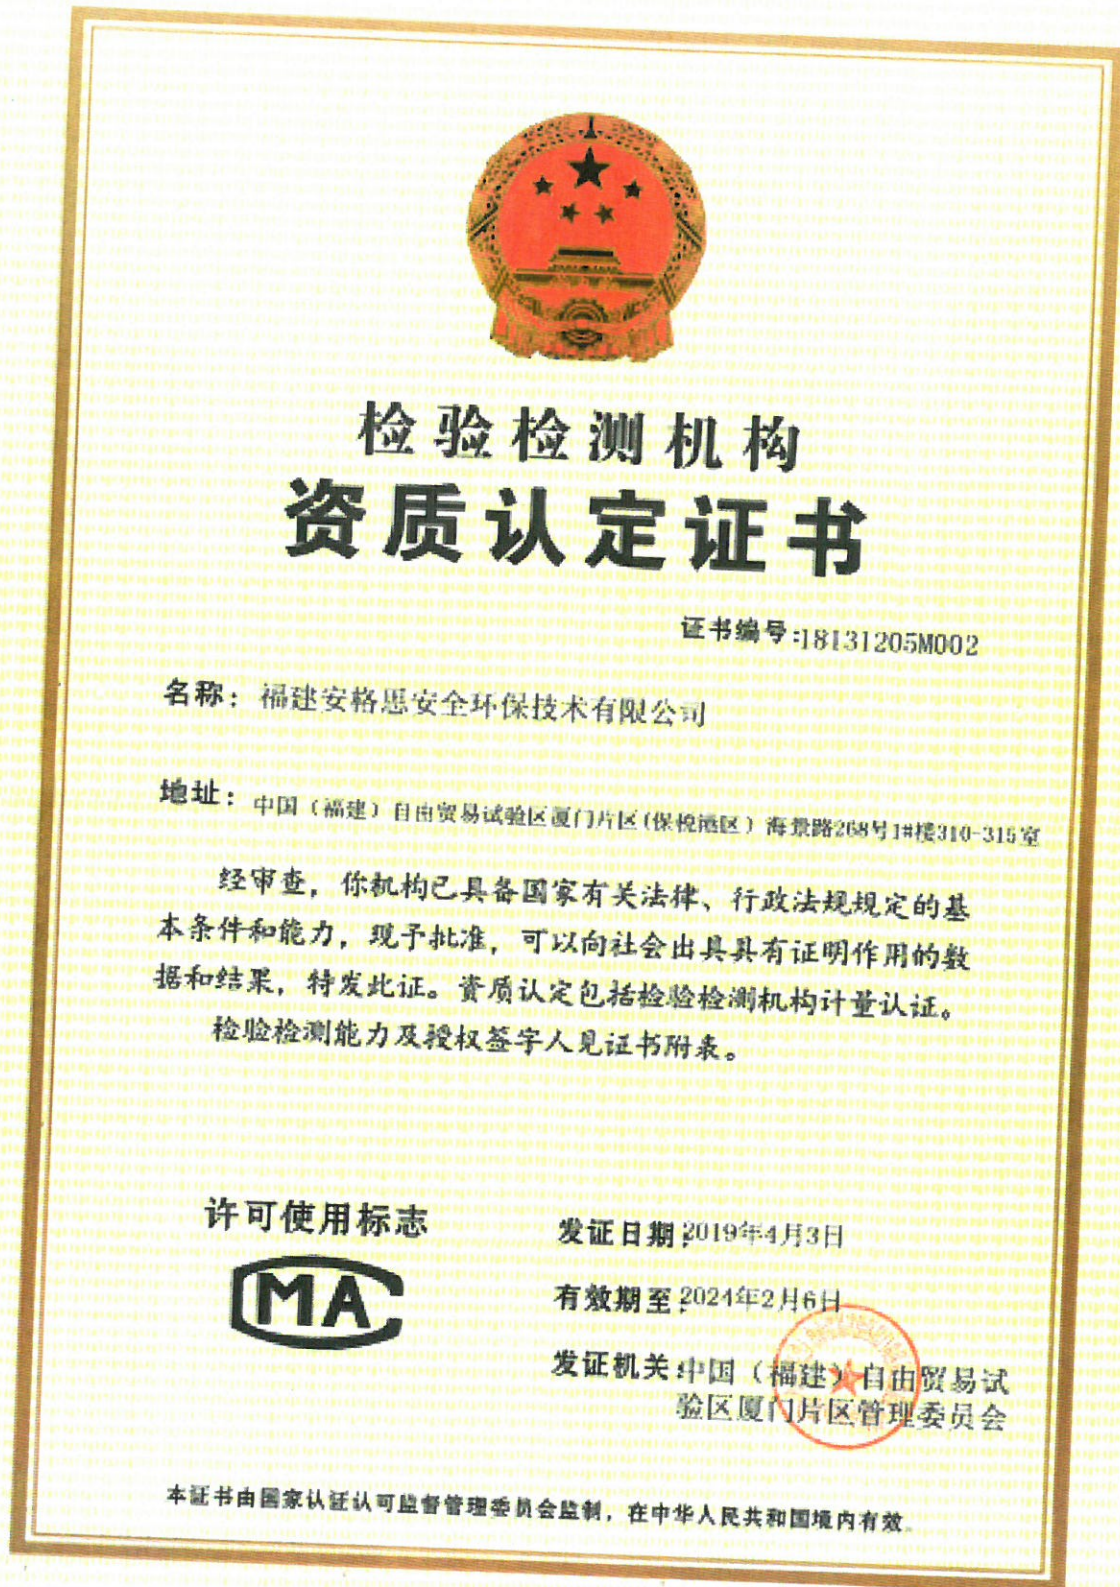 检验检测机构
资质认定证书
证书编号:18131205M002
名称：福建安格思安全环保技术有限公司
地址：中国（福建）自由贸易试验区厦门片区(保税港区）海景路268号1#楼310-315室
经审查，你机构已具备国家有关法律、行政法规规定的基
本条件和能力，现予批准，可以向社会出具具有证明作用的数
据和结果，特发此证。资质认定包括检验检测机构计量认证。
检验检测能力及授权签字人见证书附表。
许可使用标志
MA
发证日期:2019年4月3日
有效期至:2024年2月6日
发证机关:中国（福建）自由贸易试
验区厦门片区管理委员会
本证书由国家认证认可监督管理委员会监制，在中华人民共和国境内有效。